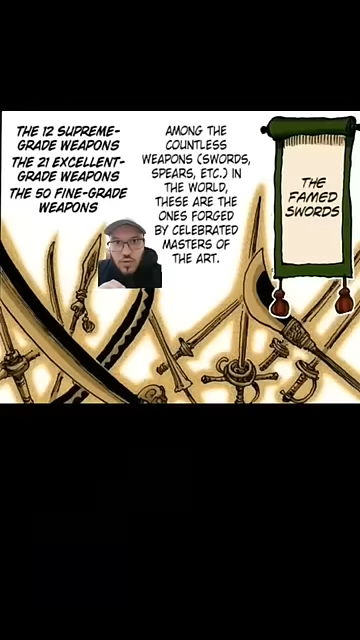 THE 12 SUPREME-
GRADE WEAPONS
THE 21 EXCELLENT-
GRADE WEAPONS
THE 50 FINE-GRADE
WEAPONS
AMONG THE
COUNTLESS
WEAPONS (SWORDS,
SPEARS, ETC.) IN
THE WORLD,
THESE ARE THE
ONES FORGED
BY CELEBRATED
MASTERS OF
THE ART.
THE
FAMED
SWORDS